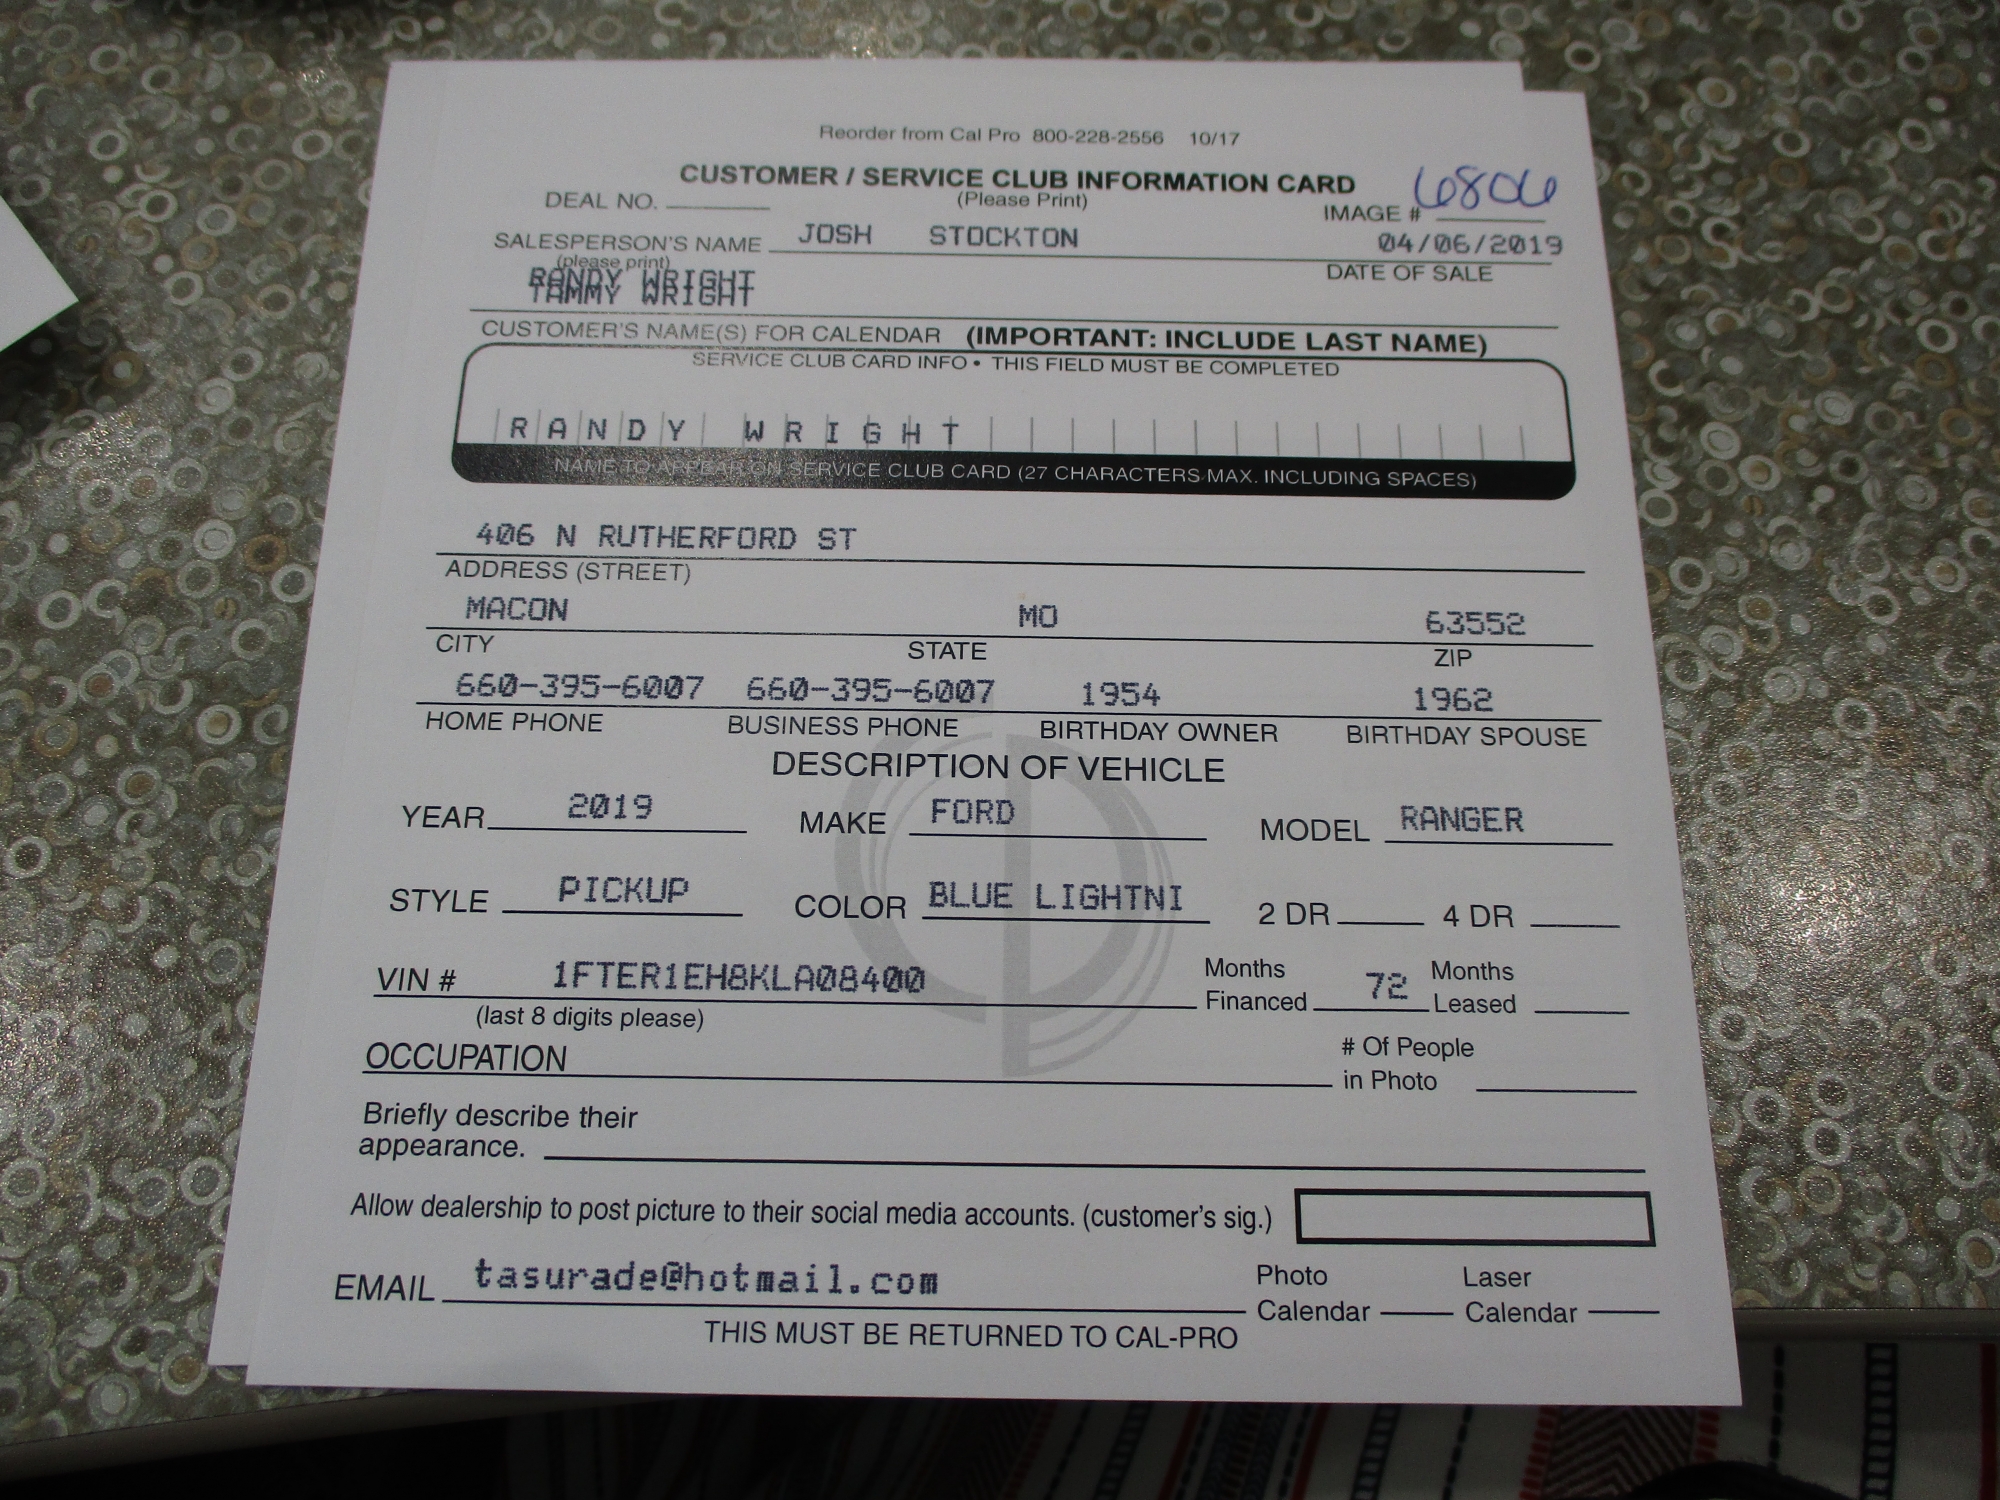 Reorder from Cal Pro 800-228-2556 10/17
CUSTOMER / SERVICE CLUB INFORMATION CARD
(Please Print)
DEAL NO.
IMAGE # 6806
SALESPERSON'S NAME JOSH STOCKTON
04/06/2019
(please print)
DATE OF SALE
RANDY WRIGHT
TAMMY WRIGHT
CUSTOMER'S NAME(S) FOR CALENDAR (IMPORTANT: INCLUDE LAST NAME)
SERVICE CLUB CARD INFO • THIS FIELD MUST BE COMPLETED
RANDY WRIGHT
NAME TO APPEAR ON SERVICE CLUB CARD (27 CHARACTERS MAX. INCLUDING SPACES)
406 N RUTHERFORD ST
ADDRESS (STREET)
MACON MO 63552
CITY STATE ZIP
660-395-6007 660-395-6007 1954 1962
HOME PHONE BUSINESS PHONE BIRTHDAY OWNER BIRTHDAY SPOUSE
DESCRIPTION OF VEHICLE
YEAR 2019 MAKE FORD MODEL RANGER
STYLE PICKUP COLOR BLUE LIGHTNI 2 DR 4 DR
VIN # 1FTER1EH8KLA08400 Months Financed 72 Months Leased
(last 8 digits please)
OCCUPATION # Of People in Photo
Briefly describe their
appearance.
Allow dealership to post picture to their social media accounts. (customer's sig.)
EMAIL tasurade@hotmail.com Photo Calendar Laser Calendar
THIS MUST BE RETURNED TO CAL-PRO